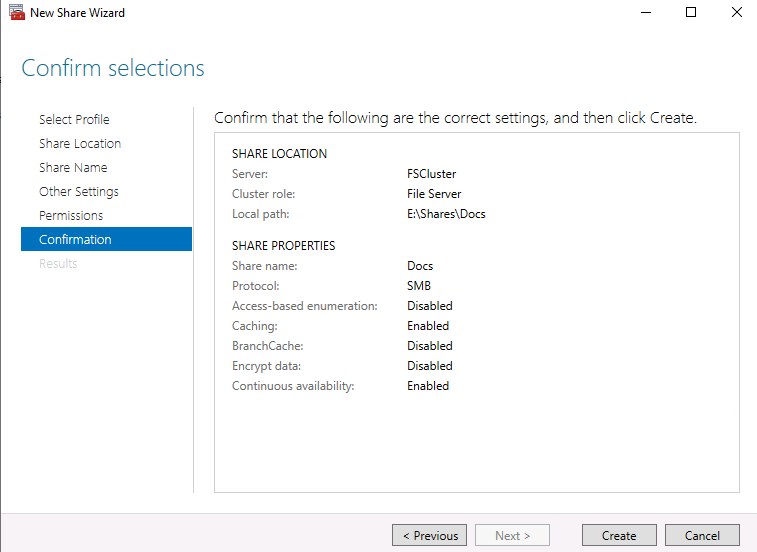 New Share Wizard
Confirm selections
Select Profile
Share Location
Share Name
Other Settings
Permissions
Confirmation
Results
Confirm that the following are the correct settings, and then click Create.
SHARE LOCATION
Server: FSCluster
Cluster role: File Server
Local path: E:\Shares\Docs
SHARE PROPERTIES
Share name: Docs
Protocol: SMB
Access-based enumeration: Disabled
Caching: Enabled
BranchCache: Disabled
Encrypt data: Disabled
Continuous availability: Enabled
< Previous Next > Create Cancel